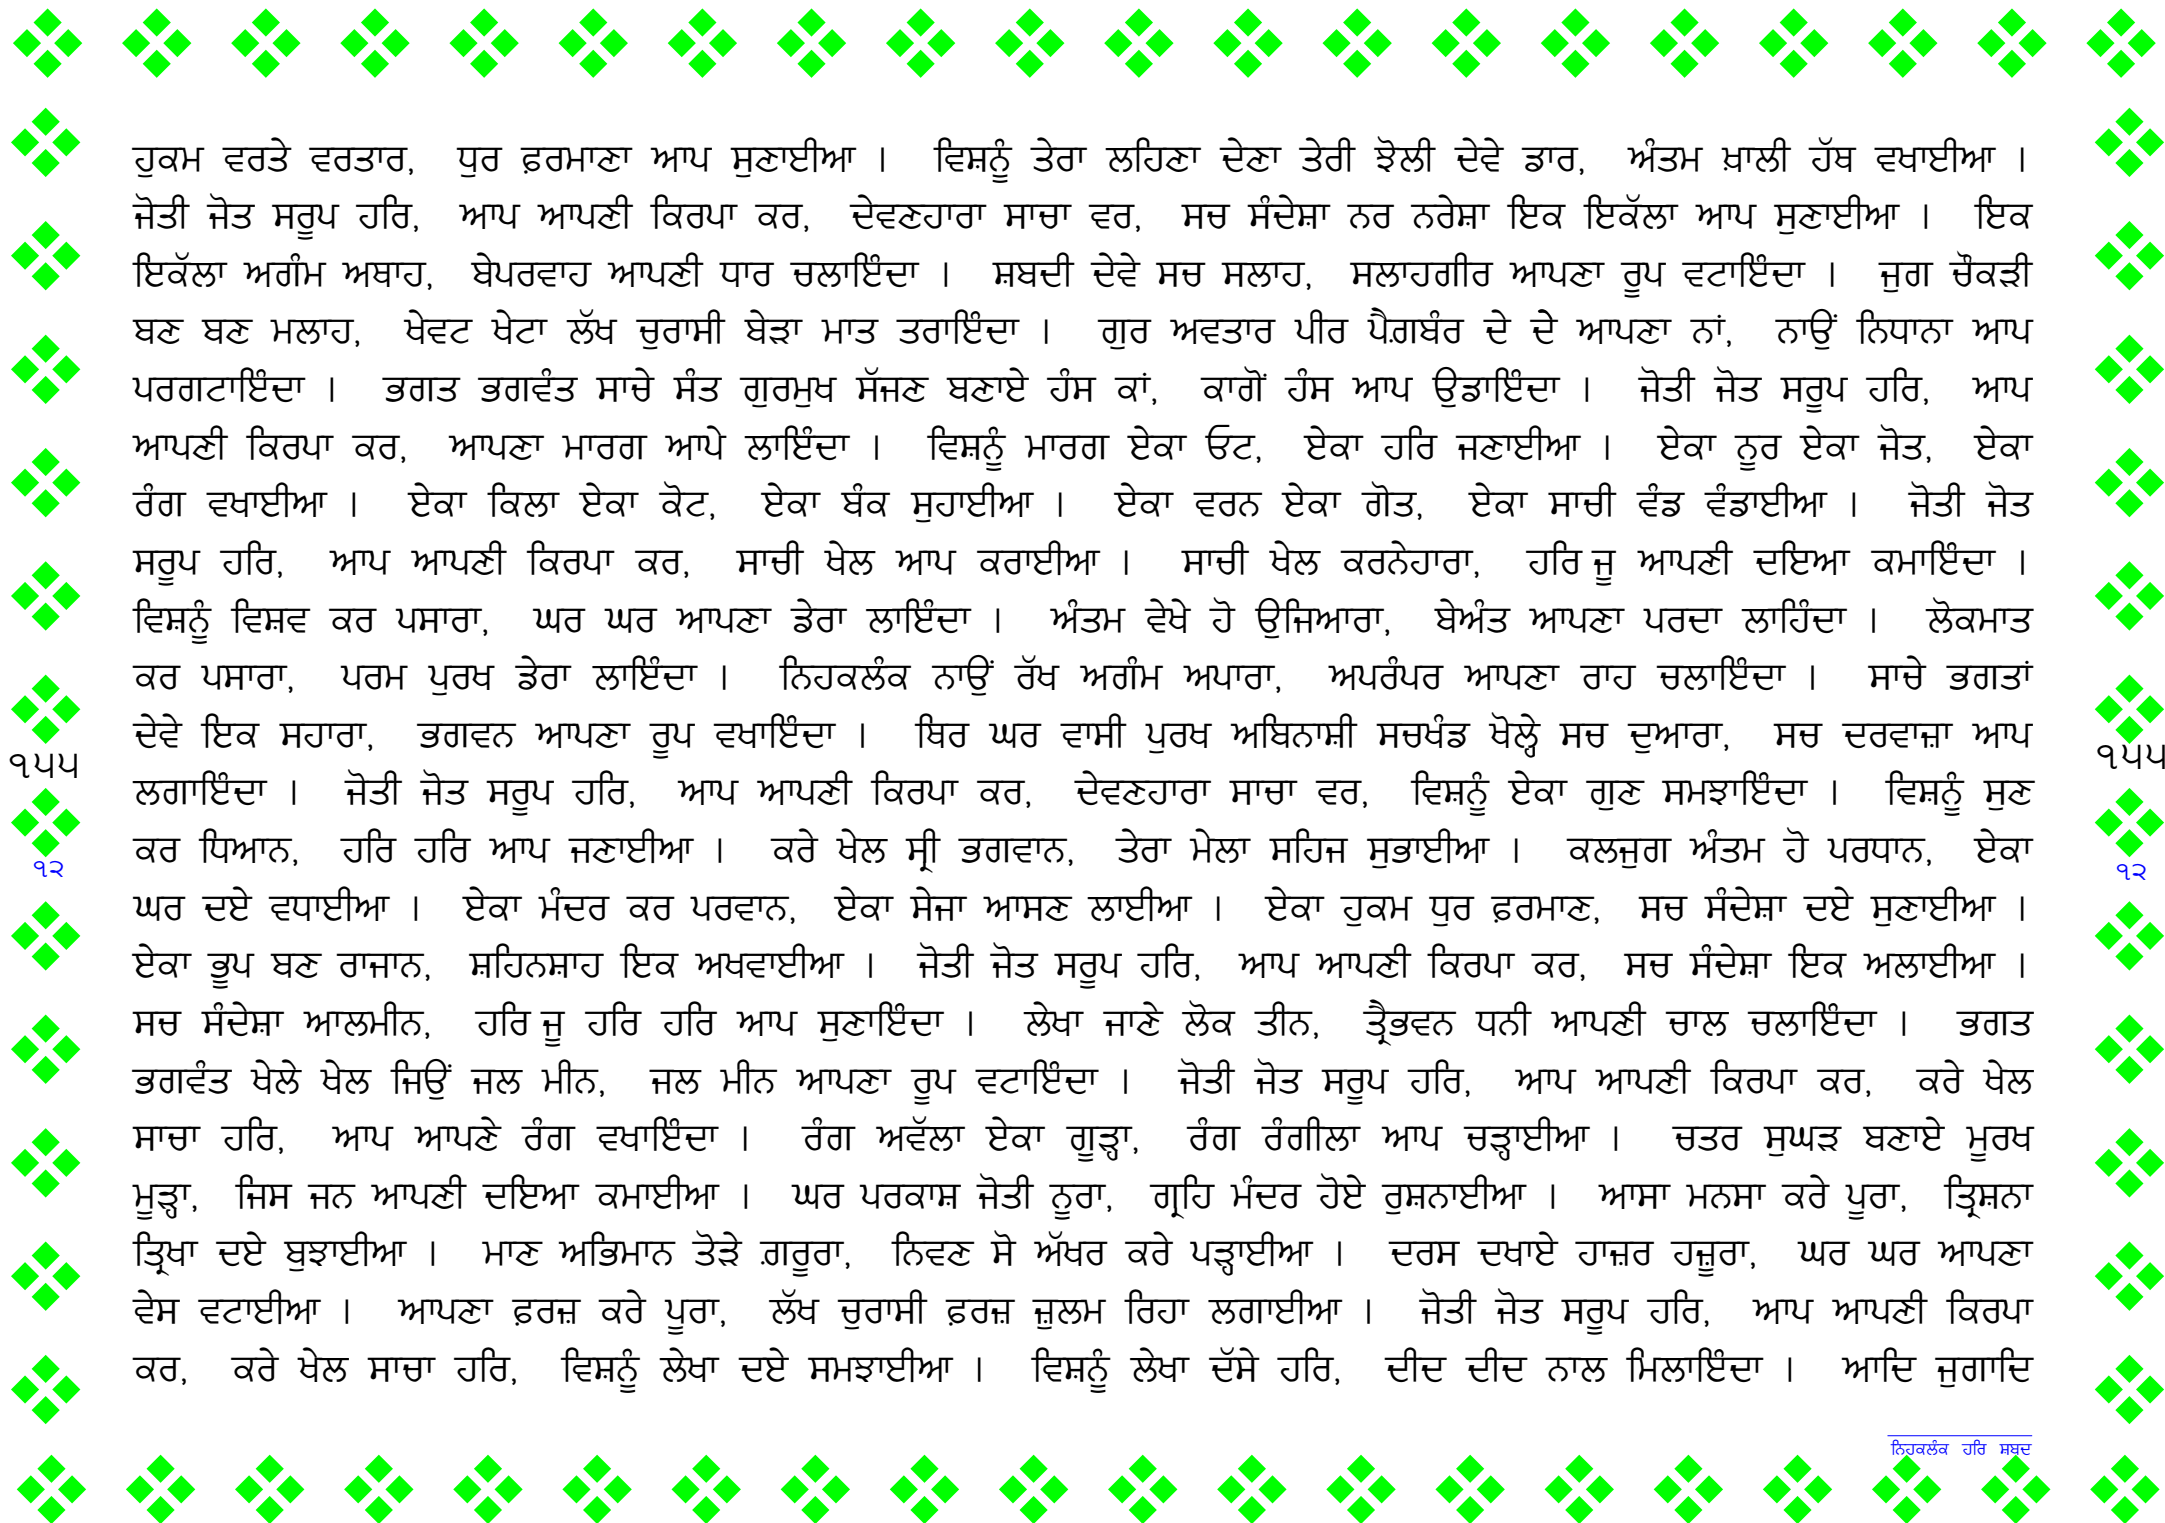 ਹੁਕਮ ਵਰਤੇ ਵਰਤਾਰ, ਧੁਰ ਫ਼ਰਮਾਣਾ ਆਪ ਸੁਣਾਈਆ । ਵਿਸ਼ਨੂੰ ਤੇਰਾ ਲਹਿਣਾ ਦੇਣਾ ਤੇਰੀ ਝੋਲੀ ਦੇਵੇ ਡਾਰ, ਅੰਤਮ ਖ਼ਾਲੀ ਹੱਥ ਵਖਾਈਆ ।
ਜੋਤੀ ਜੋਤ ਸਰੂਪ ਹਰਿ, ਆਪ ਆਪਣੀ ਕਿਰਪਾ ਕਰ, ਦੇਵਣਹਾਰਾ ਸਾਚਾ ਵਰ, ਸਚ ਸੰਦੇਸ਼ਾ ਨਰ ਨਰੇਸ਼ਾ ਇਕ ਇਕੱਲਾ ਆਪ ਸੁਣਾਈਆ । ਇਕ
ਇਕੱਲਾ ਅਗੰਮ ਅਥਾਹ, ਬੇਪਰਵਾਹ ਆਪਣੀ ਧਾਰ ਚਲਾਇੰਦਾ । ਸ਼ਬਦੀ ਦੇਵੇ ਸਚ ਸਲਾਹ, ਸਲਾਹਗੀਰ ਆਪਣਾ ਰੂਪ ਵਟਾਇੰਦਾ । ਜੁਗ ਚੌਕੜੀ
ਬਣ ਬਣ ਮਲਾਹ, ਖੇਵਟ ਖੇਟਾ ਲੱਖ ਚੁਰਾਸੀ ਬੇੜਾ ਮਾਤ ਤਰਾਇੰਦਾ । ਗੁਰ ਅਵਤਾਰ ਪੀਰ ਪੈਗ਼ਬੰਰ ਦੇ ਦੇ ਆਪਣਾ ਨਾਂ, ਨਾਉਂ ਨਿਧਾਨਾ ਆਪ
ਪਰਗਟਾਇੰਦਾ । ਭਗਤ ਭਗਵੰਤ ਸਾਚੇ ਸੰਤ ਗੁਰਮੁਖ ਸੱਜਣ ਬਣਾਏ ਹੰਸ ਕਾਂ, ਕਾਗੋਂ ਹੰਸ ਆਪ ਉਡਾਇੰਦਾ । ਜੋਤੀ ਜੋਤ ਸਰੂਪ ਹਰਿ, ਆਪ
ਆਪਣੀ ਕਿਰਪਾ ਕਰ, ਆਪਣਾ ਮਾਰਗ ਆਪੇ ਲਾਇੰਦਾ । ਵਿਸ਼ਨੂੰ ਮਾਰਗ ਏਕਾ ਓਟ, ਏਕਾ ਹਰਿ ਜਣਾਈਆ । ਏਕਾ ਨੂਰ ਏਕਾ ਜੋਤ, ਏਕਾ
ਰੰਗ ਵਖਾਈਆ । ਏਕਾ ਕਿਲਾ ਏਕਾ ਕੋਟ, ਏਕਾ ਬੰਕ ਸੁਹਾਈਆ । ਏਕਾ ਵਰਨ ਏਕਾ ਗੋਤ, ਏਕਾ ਸਾਚੀ ਵੰਡ ਵੰਡਾਈਆ । ਜੋਤੀ ਜੋਤ
ਸਰੂਪ ਹਰਿ, ਆਪ ਆਪਣੀ ਕਿਰਪਾ ਕਰ, ਸਾਚੀ ਖੇਲ ਆਪ ਕਰਾਈਆ । ਸਾਚੀ ਖੇਲ ਕਰਨੇਹਾਰਾ, ਹਰਿ ਜੂ ਆਪਣੀ ਦਇਆ ਕਮਾਇੰਦਾ ।
ਵਿਸ਼ਨੂੰ ਵਿਸ਼ਵ ਕਰ ਪਸਾਰਾ, ਘਰ ਘਰ ਆਪਣਾ ਡੇਰਾ ਲਾਇੰਦਾ । ਅੰਤਮ ਵੇਖੇ ਹੋ ਉਜਿਆਰਾ, ਬੇਅੰਤ ਆਪਣਾ ਪਰਦਾ ਲਾਹਿੰਦਾ । ਲੋਕਮਾਤ
ਕਰ ਪਸਾਰਾ, ਪਰਮ ਪੁਰਖ ਡੇਰਾ ਲਾਇੰਦਾ । ਨਿਹਕਲੰਕ ਨਾਉਂ ਰੱਖ ਅਗੰਮ ਅਪਾਰਾ, ਅਪਰੰਪਰ ਆਪਣਾ ਰਾਹ ਚਲਾਇੰਦਾ । ਸਾਚੇ ਭਗਤਾਂ
ਦੇਵੇ ਇਕ ਸਹਾਰਾ, ਭਗਵਨ ਆਪਣਾ ਰੂਪ ਵਖਾਇੰਦਾ । ਥਿਰ ਘਰ ਵਾਸੀ ਪੁਰਖ ਅਬਿਨਾਸ਼ੀ ਸਚਖੰਡ ਖੋਲ੍ਹੇ ਸਚ ਦੁਆਰਾ, ਸਚ ਦਰਵਾਜ਼ਾ ਆਪ
੧੫੫ ੧੫੫
ਲਗਾਇੰਦਾ । ਜੋਤੀ ਜੋਤ ਸਰੂਪ ਹਰਿ, ਆਪ ਆਪਣੀ ਕਿਰਪਾ ਕਰ, ਦੇਵਣਹਾਰਾ ਸਾਚਾ ਵਰ, ਵਿਸ਼ਨੂੰ ਏਕਾ ਗੁਣ ਸਮਝਾਇੰਦਾ । ਵਿਸ਼ਨੂੰ ਸੁਣ
ਕਰ ਧਿਆਨ, ਹਰਿ ਹਰਿ ਆਪ ਜਣਾਈਆ । ਕਰੇ ਖੇਲ ਸ੍ਰੀ ਭਗਵਾਨ, ਤੇਰਾ ਮੇਲਾ ਸਹਿਜ ਸੁਭਾਈਆ । ਕਲਜੁਗ ਅੰਤਮ ਹੋ ਪਰਧਾਨ, ਏਕਾ
੧੨ ੧੨
ਘਰ ਦਏ ਵਧਾਈਆ । ਏਕਾ ਮੰਦਰ ਕਰ ਪਰਵਾਨ, ਏਕਾ ਸੇਜਾ ਆਸਣ ਲਾਈਆ । ਏਕਾ ਹੁਕਮ ਧੁਰ ਫ਼ਰਮਾਣ, ਸਚ ਸੰਦੇਸ਼ਾ ਦਏ ਸੁਣਾਈਆ ।
ਏਕਾ ਭੂਪ ਬਣ ਰਾਜਾਨ, ਸ਼ਹਿਨਸ਼ਾਹ ਇਕ ਅਖਵਾਈਆ । ਜੋਤੀ ਜੋਤ ਸਰੂਪ ਹਰਿ, ਆਪ ਆਪਣੀ ਕਿਰਪਾ ਕਰ, ਸਚ ਸੰਦੇਸ਼ਾ ਇਕ ਅਲਾਈਆ ।
ਸਚ ਸੰਦੇਸ਼ਾ ਆਲਮੀਨ, ਹਰਿ ਜੂ ਹਰਿ ਹਰਿ ਆਪ ਸੁਣਾਇੰਦਾ । ਲੇਖਾ ਜਾਣੇ ਲੋਕ ਤੀਨ, ਤ੍ਰੈਭਵਨ ਧਨੀ ਆਪਣੀ ਚਾਲ ਚਲਾਇੰਦਾ । ਭਗਤ
ਭਗਵੰਤ ਖੇਲੇ ਖੇਲ ਜਿਉਂ ਜਲ ਮੀਨ, ਜਲ ਮੀਨ ਆਪਣਾ ਰੂਪ ਵਟਾਇੰਦਾ । ਜੋਤੀ ਜੋਤ ਸਰੂਪ ਹਰਿ, ਆਪ ਆਪਣੀ ਕਿਰਪਾ ਕਰ, ਕਰੇ ਖੇਲ
ਸਾਚਾ ਹਰਿ, ਆਪ ਆਪਣੇ ਰੰਗ ਵਖਾਇੰਦਾ । ਰੰਗ ਅਵੱਲਾ ਏਕਾ ਗੂੜ੍ਹਾ, ਰੰਗ ਰੰਗੀਲਾ ਆਪ ਚੜ੍ਹਾਈਆ । ਚਤਰ ਸੁਘੜ ਬਣਾਏ ਮੂਰਖ
ਮੂੜ੍ਹਾ, ਜਿਸ ਜਨ ਆਪਣੀ ਦਇਆ ਕਮਾਈਆ । ਘਰ ਪਰਕਾਸ਼ ਜੋਤੀ ਨੂਰਾ, ਗ੍ਰਹਿ ਮੰਦਰ ਹੋਏ ਰੁਸ਼ਨਾਈਆ । ਆਸਾ ਮਨਸਾ ਕਰੇ ਪੂਰਾ, ਤ੍ਰਿਸ਼ਨਾ
ਤ੍ਰਿਖਾ ਦਏ ਬੁਝਾਈਆ । ਮਾਣ ਅਭਿਮਾਨ ਤੋੜੇ ਗ਼ਰੂਰਾ, ਨਿਵਣ ਸੋ ਅੱਖਰ ਕਰੇ ਪੜ੍ਹਾਈਆ । ਦਰਸ ਦਖਾਏ ਹਾਜ਼ਰ ਹਜ਼ੂਰਾ, ਘਰ ਘਰ ਆਪਣਾ
ਵੇਸ ਵਟਾਈਆ । ਆਪਣਾ ਫ਼ਰਜ਼ ਕਰੇ ਪੂਰਾ, ਲੱਖ ਚੁਰਾਸੀ ਫ਼ਰਜ਼ ਜ਼ੁਲਮ ਰਿਹਾ ਲਗਾਈਆ । ਜੋਤੀ ਜੋਤ ਸਰੂਪ ਹਰਿ, ਆਪ ਆਪਣੀ ਕਿਰਪਾ
ਕਰ, ਕਰੇ ਖੇਲ ਸਾਚਾ ਹਰਿ, ਵਿਸ਼ਨੂੰ ਲੇਖਾ ਦਏ ਸਮਝਾਈਆ । ਵਿਸ਼ਨੂੰ ਲੇਖਾ ਦੱਸੇ ਹਰਿ, ਦੀਦ ਦੀਦ ਨਾਲ ਮਿਲਾਇੰਦਾ । ਆਦਿ ਜੁਗਾਦਿ
ਨਿਹਕਲੰਕ ਹਰਿ ਸ਼ਬਦ